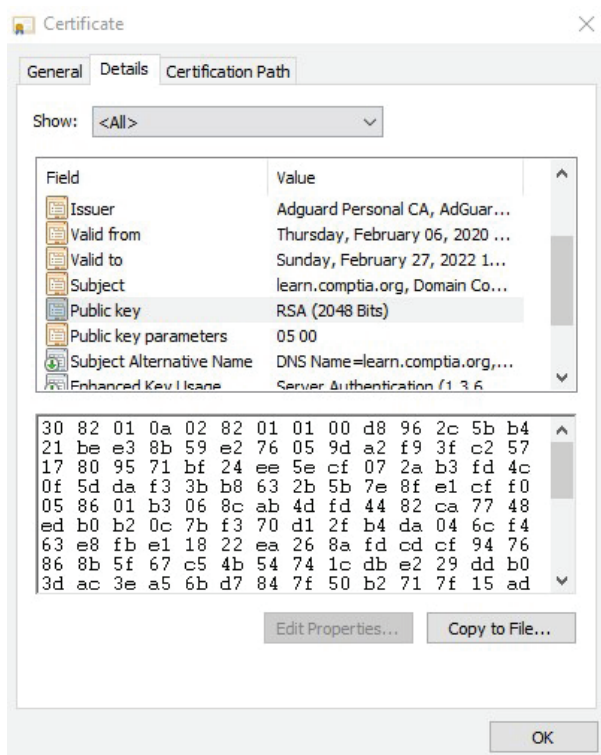 Certificate
General Details Certification Path
Show: <All>
Field Value
Issuer Adguard Personal CA, AdGuar...
Valid from Thursday, February 06, 2020 ...
Valid to Sunday, February 27, 2022 1...
Subject learn.comptia.org, Domain Co...
Public key RSA (2048 Bits)
Public key parameters 05 00
Subject Alternative Name DNS Name=learn.comptia.org,...
Enhanced Key Usage Server Authentication (1.3.6
30 82 01 0a 02 82 01 01 00 d8 96 2c 5b b4
21 be e3 8b 59 e2 76 05 9d a2 f9 3f c2 57
17 80 95 71 bf 24 ee 5e cf 07 2a b3 fd 4c
0f 5d da f3 3b b8 63 2b 5b 7e 8f e1 cf f0
05 86 01 b3 06 8c ab 4d fd 44 82 ca 77 48
ed b0 b2 0c 7b f3 70 d1 2f b4 da 04 6c f4
63 e8 fb e1 18 22 ea 26 8a fd cd cf 94 76
86 8b 5f 67 c5 4b 54 74 1c db e2 29 dd b0
3d ac 3e a5 6b d7 84 7f 50 b2 71 7f 15 ad
Edit Properties... Copy to File...
OK